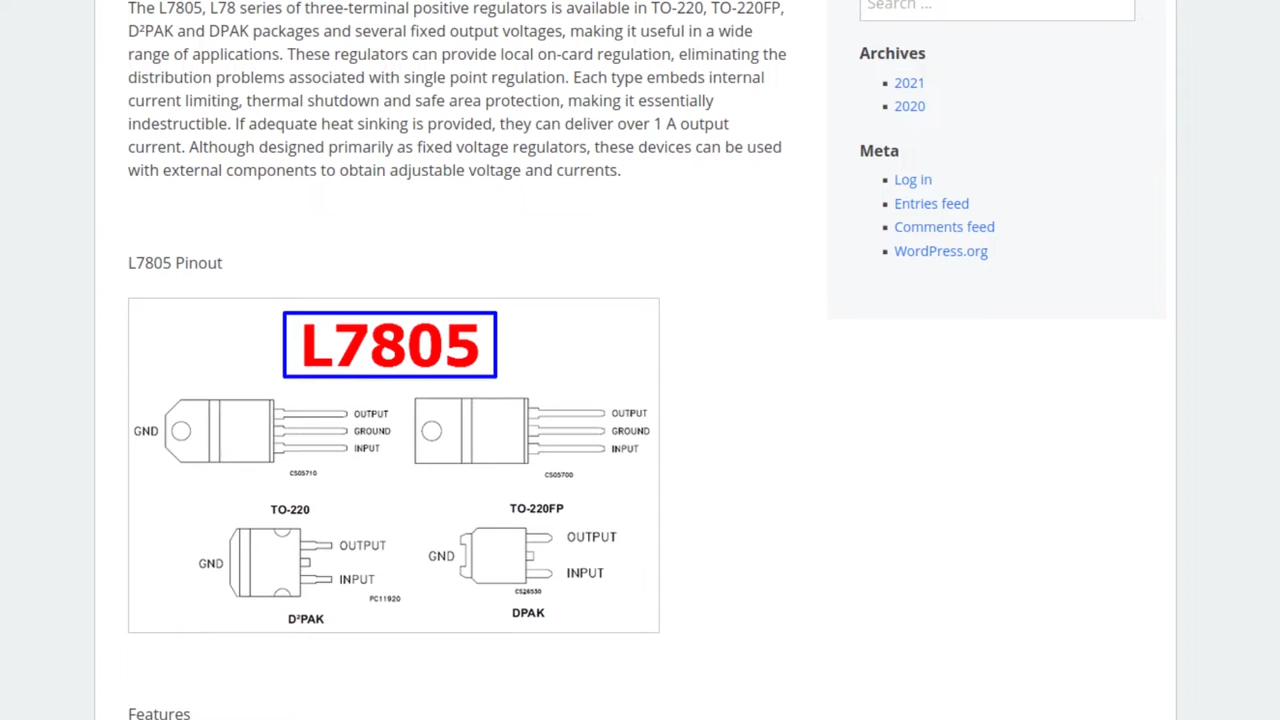 The L7805, L78 series of three-terminal positive regulators is available in TO-220, TO-220FP,
D²PAK and DPAK packages and several fixed output voltages, making it useful in a wide
range of applications. These regulators can provide local on-card regulation, eliminating the
distribution problems associated with single point regulation. Each type embeds internal
current limiting, thermal shutdown and safe area protection, making it essentially
indestructible. If adequate heat sinking is provided, they can deliver over 1 A output
current. Although designed primarily as fixed voltage regulators, these devices can be used
with external components to obtain adjustable voltage and currents.
L7805 Pinout
L7805
GND
OUTPUT
GROUND
INPUT
CS05710
TO-220
OUTPUT
GROUND
INPUT
CS05700
TO-220FP
GND
OUTPUT
INPUT
PC11920
D²PAK
GND
OUTPUT
INPUT
CS26530
DPAK
Features
Search ...
Archives
2021
2020
Meta
Log in
Entries feed
Comments feed
WordPress.org